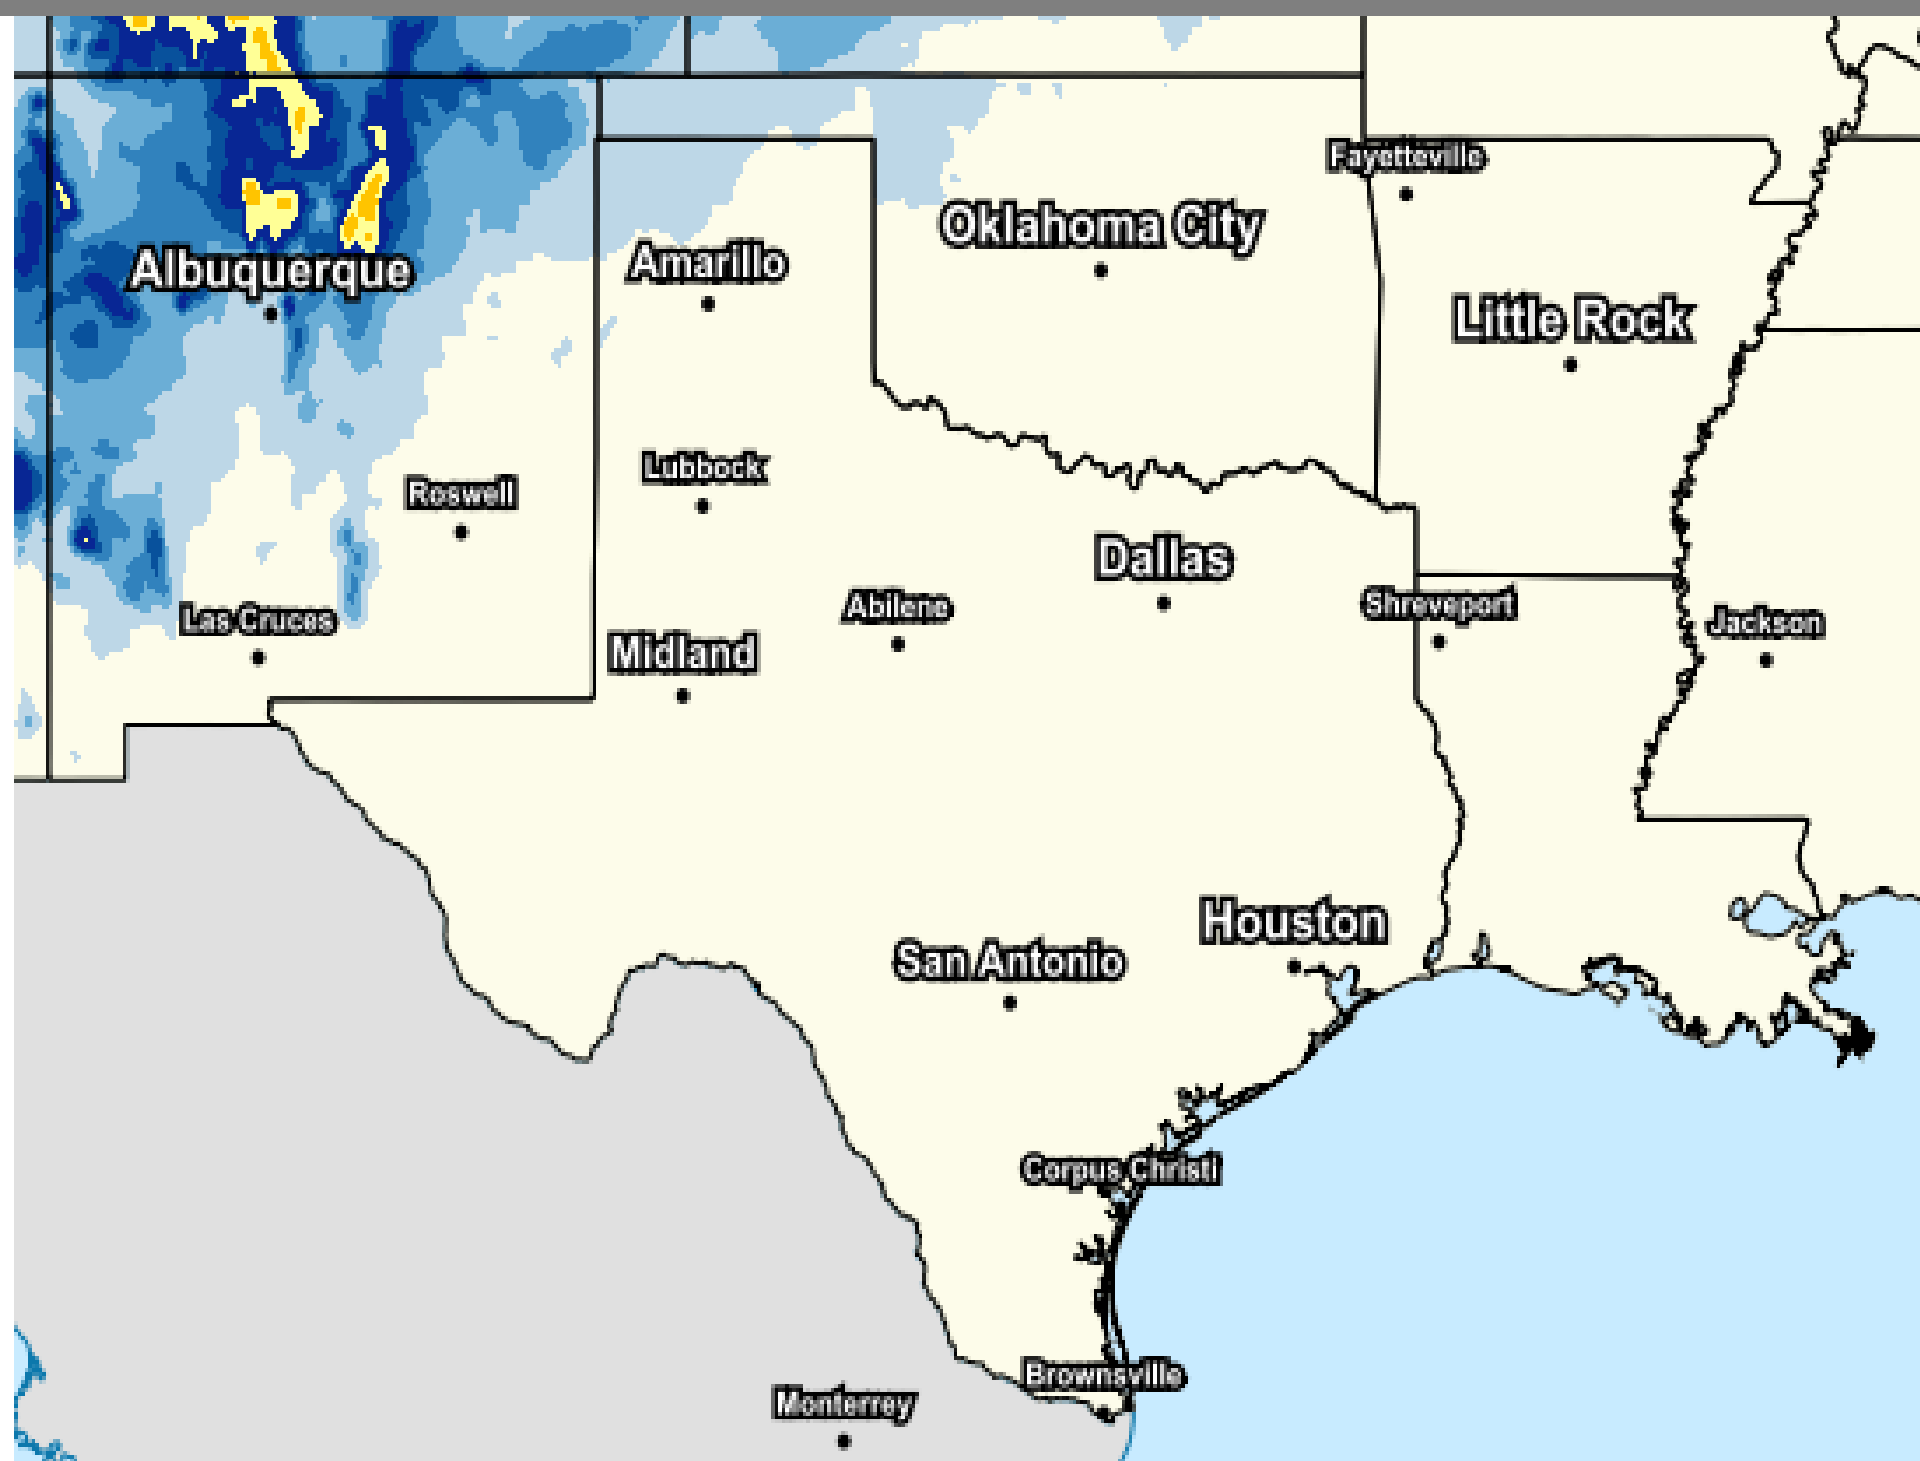 Fayetteville
Oklahoma City
Albuquerque
Amarillo
Little Rock
Lubbock
Roswell
Dallas
Abilene
Shreveport
Las Cruces
Jackson
Midland
Houston
San Antonio
Corpus Christi
Brownsville
Monterrey